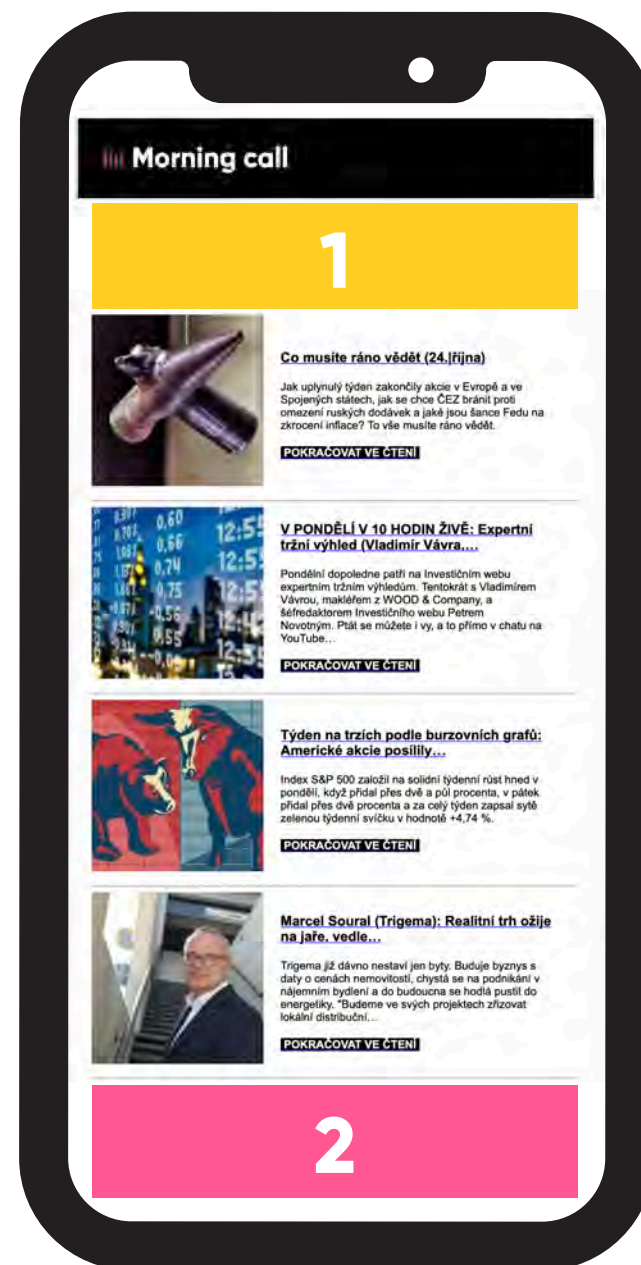 Morning call
1
Co musíte ráno vědět (24.|října)
Jak uplynulý týden zakončily akcie v Evropě a ve
Spojených státech, jak se chce ČEZ bránit proti
omezení ruských dodávek a jaké jsou šance Fedu na
zkrocení inflace? To vše musíte ráno vědět.
POKRAČOVAT VE ČTENÍ
V PONDĚLÍ V 10 HODIN ŽIVĚ: Expertní
tržní výhled (Vladimír Vávra,…
Pondělní dopoledne patří na Investičním webu
expertním tržním výhledům. Tentokrát s Vladimírem
Vávrou, makléřem z WOOD & Company, a
šéfredaktorem Investičního webu Petrem
Novotným. Ptát se můžete i vy, a to přímo v chatu na
YouTube…
POKRAČOVAT VE ČTENÍ
Týden na trzích podle burzovních grafů:
Americké akcie posílily…
Index S&P 500 založil na solidní týdenní růst hned v
pondělí, když přidal přes dvě a půl procenta, v pátek
přidal přes dvě procenta a za celý týden zapsal sytě
zelenou týdenní svíčku v hodnotě +4,74 %.
POKRAČOVAT VE ČTENÍ
Marcel Soural (Trigema): Realitní trh ožije
na jaře, vedle…
Trigema již dávno nestaví jen byty. Buduje byznys s
daty o cenách nemovitostí, chystá se na podnikání v
nájemním bydlení a do budoucna se hodlá pustit do
energetiky. "Budeme ve svých projektech zřizovat
lokální distribuční…
POKRAČOVAT VE ČTENÍ
2